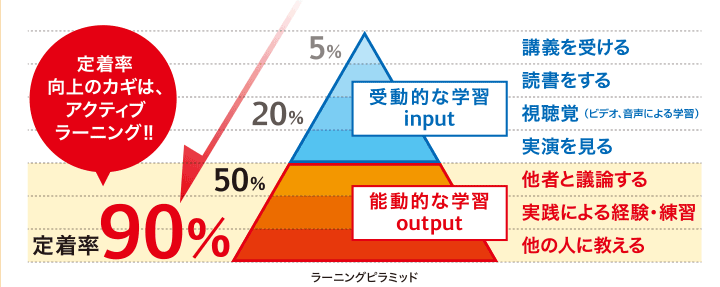 定着率
向上のカギは、
アクティブ
ラーニング!!
5%
20%
50%
定着率90%
受動的な学習
input
能動的な学習
output
講義を受ける
読書をする
視聴覚（ビデオ、音声による学習）
実演を見る
他者と議論する
実践による経験・練習
他の人に教える
ラーニングピラミッド